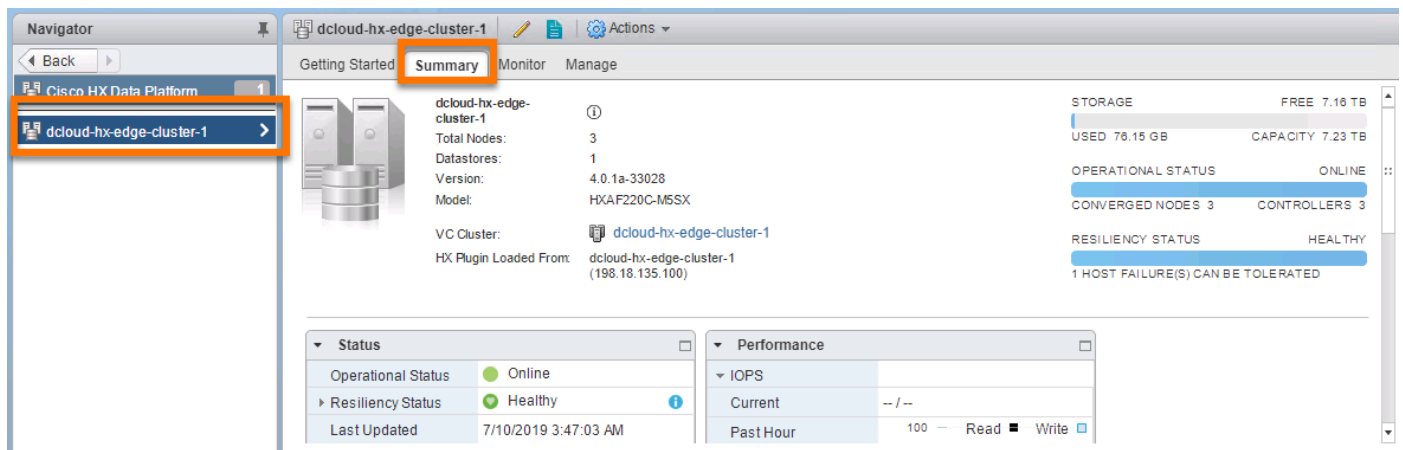 Navigator
Back
Cisco HX Data Platform 1
dcloud-hx-edge-cluster-1
dcloud-hx-edge-cluster-1 Actions
Getting Started Summary Monitor Manage
dcloud-hx-edge-
cluster-1
Total Nodes: 3
Datastores: 1
Version: 4.0.1a-33028
Model: HXAF220C-M5SX
VC Cluster: dcloud-hx-edge-cluster-1
HX Plugin Loaded From: dcloud-hx-edge-cluster-1
(198.18.135.100)
STORAGE FREE 7.16 TB
USED 76.15 GB CAPACITY 7.23 TB
OPERATIONAL STATUS ONLINE
CONVERGED NODES 3 CONTROLLERS 3
RESILIENCY STATUS HEALTHY
1 HOST FAILURE(S) CAN BE TOLERATED
Status
Operational Status Online
Resiliency Status Healthy
Last Updated 7/10/2019 3:47:03 AM
Performance
IOPS
Current -- / --
Past Hour 100 Read Write